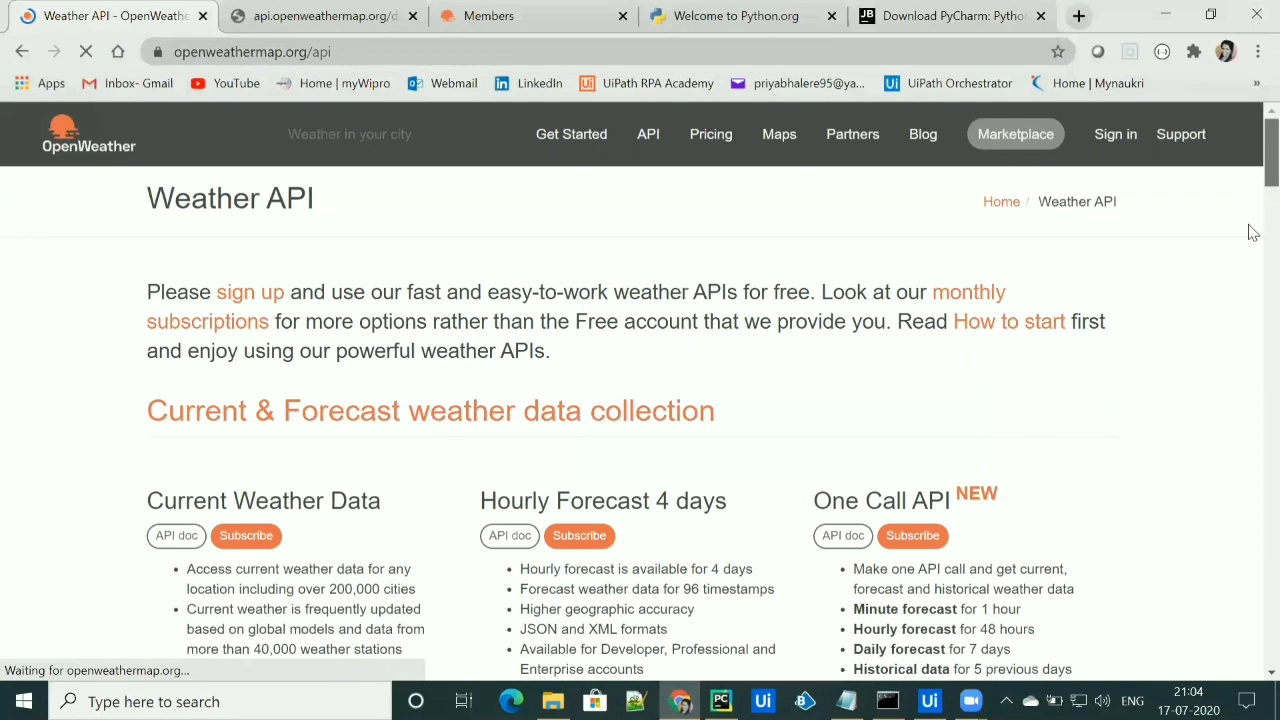 Weather API - OpenWeathe
api.openweathermap.org/d
Members
Welcome to Python.org
JB
Download PyCharm: Pytho
openweathermap.org/api
Apps
Inbox- Gmail
YouTube
Home | myWipro
Webmail
LinkedIn
Ui
UiPath RPA Academy
priyabhalere95@ya...
Ui
UiPath Orchestrator
Home | Mynaukri
»
OpenWeather
Weather in your city
Get Started
API
Pricing
Maps
Partners
Blog
Marketplace
Sign in
Support
Weather API
Home / Weather API
Please sign up and use our fast and easy-to-work weather APIs for free. Look at our monthly
subscriptions for more options rather than the Free account that we provide you. Read How to start first
and enjoy using our powerful weather APIs.
Current & Forecast weather data collection
Current Weather Data
API doc
Subscribe
• Access current weather data for any
location including over 200,000 cities
• Current weather is frequently updated
based on global models and data from
more than 40,000 weather stations
Hourly Forecast 4 days
API doc
Subscribe
• Hourly forecast is available for 4 days
• Forecast weather data for 96 timestamps
• Higher geographic accuracy
• JSON and XML formats
• Available for Developer, Professional and
Enterprise accounts
One Call API NEW
API doc
Subscribe
• Make one API call and get current,
forecast and historical weather data
• Minute forecast for 1 hour
• Hourly forecast for 48 hours
• Daily forecast for 7 days
• Historical data for 5 previous days
Waiting for openweathermap.org...
Type here to search
PC
Ui
B
Ui
ENG
21:04
17-07-2020